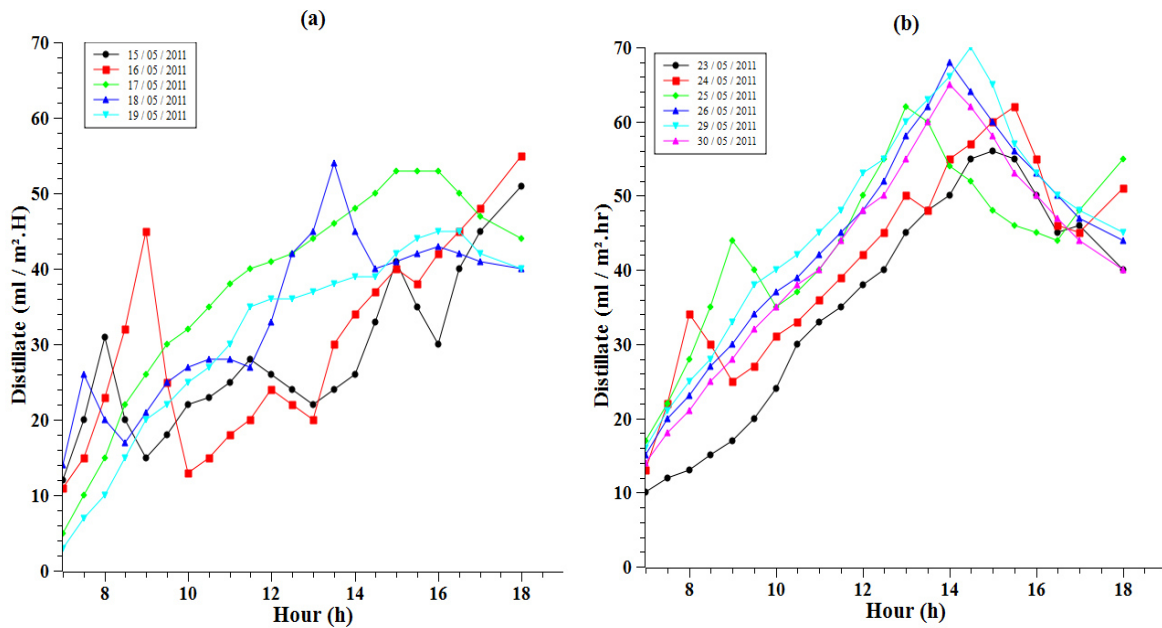 (a)
70
60
50
40
30
20
10
0
Distillate (ml / m².H)
15 / 05 / 2011
16 / 05 / 2011
17 / 05 / 2011
18 / 05 / 2011
19 / 05 / 2011
8 10 12 14 16 18
Hour (h)
(b)
70
60
50
40
30
20
10
0
Distillate (ml / m².hr)
23 / 05 / 2011
24 / 05 / 2011
25 / 05 / 2011
26 / 05 / 2011
29 / 05 / 2011
30 / 05 / 2011
8 10 12 14 16 18
Hour (h)